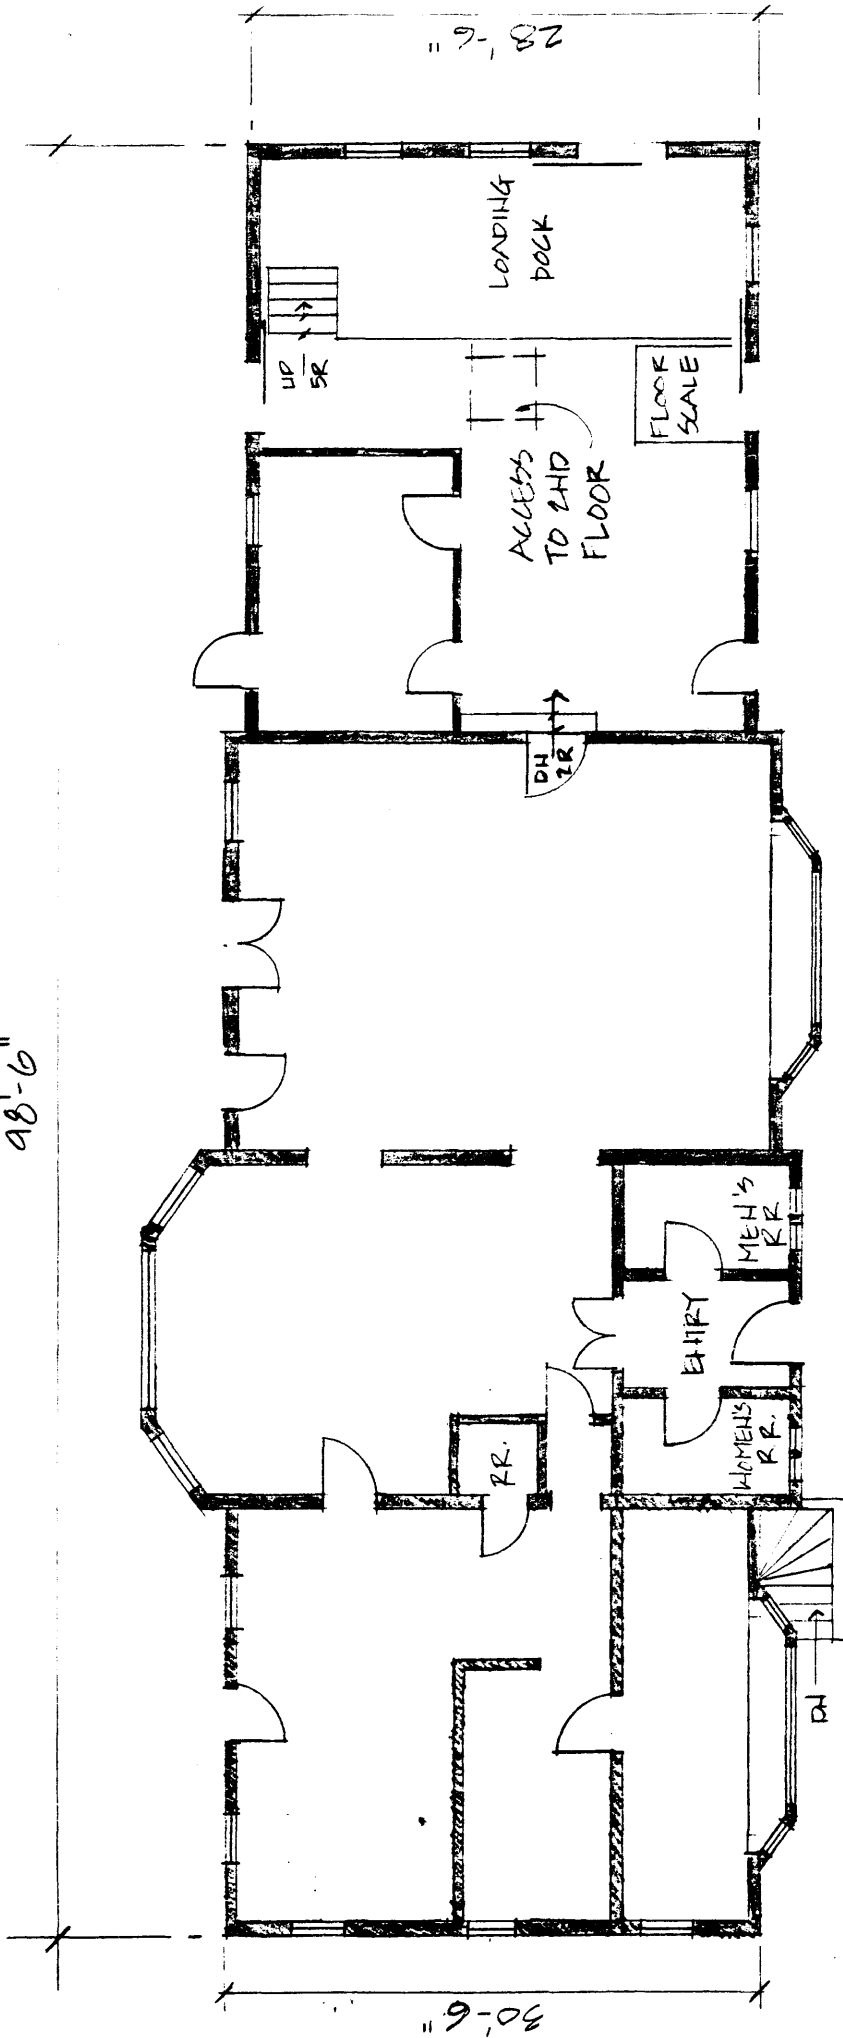 28'-6"
98'-6"
LOADING
DOCK
UP
5R
FLOOR
SCALE
ACCESS
TO 2ND
FLOOR
DN
2R
MEN'S
RR
ENTRY
WOMEN'S
R.R.
RR.
DN
30'-6"